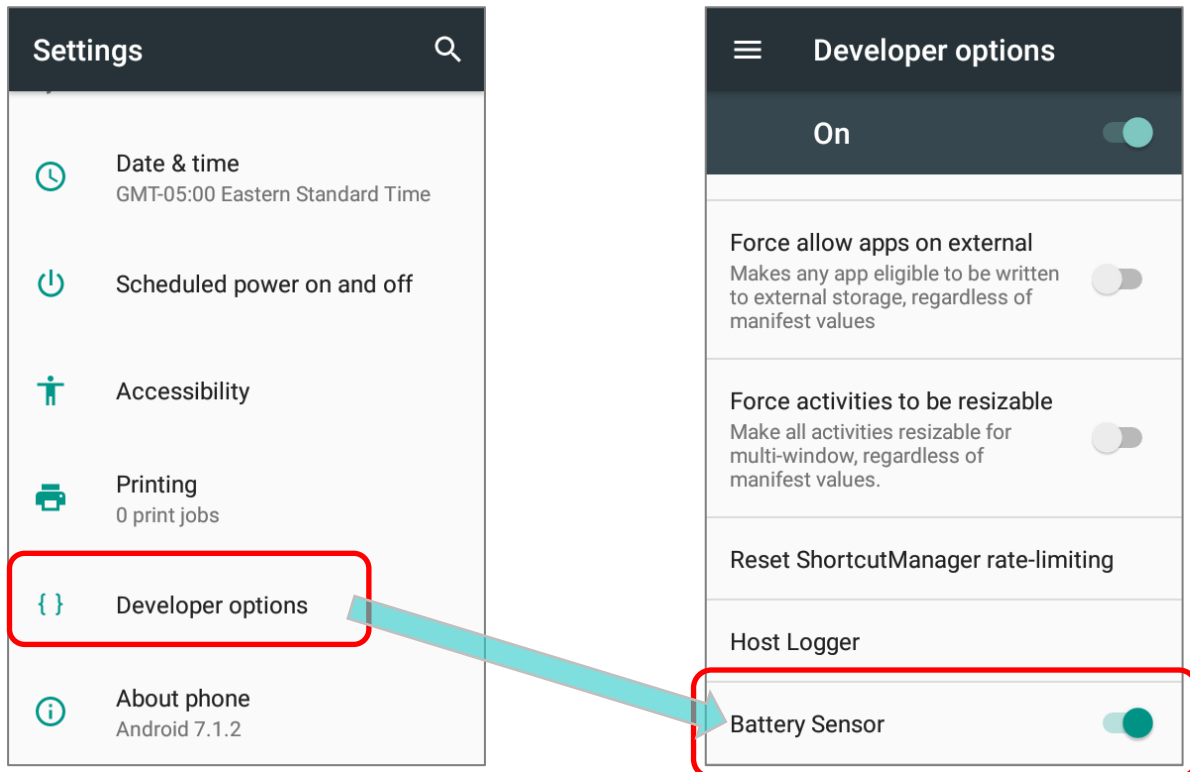 Settings
Date & time
GMT-05:00 Eastern Standard Time
Scheduled power on and off
Accessibility
Printing
0 print jobs
{ } Developer options
About phone
Android 7.1.2
Developer options
On
Force allow apps on external
Makes any app eligible to be written
to external storage, regardless of
manifest values
Force activities to be resizable
Make all activities resizable for
multi-window, regardless of
manifest values.
Reset ShortcutManager rate-limiting
Host Logger
Battery Sensor